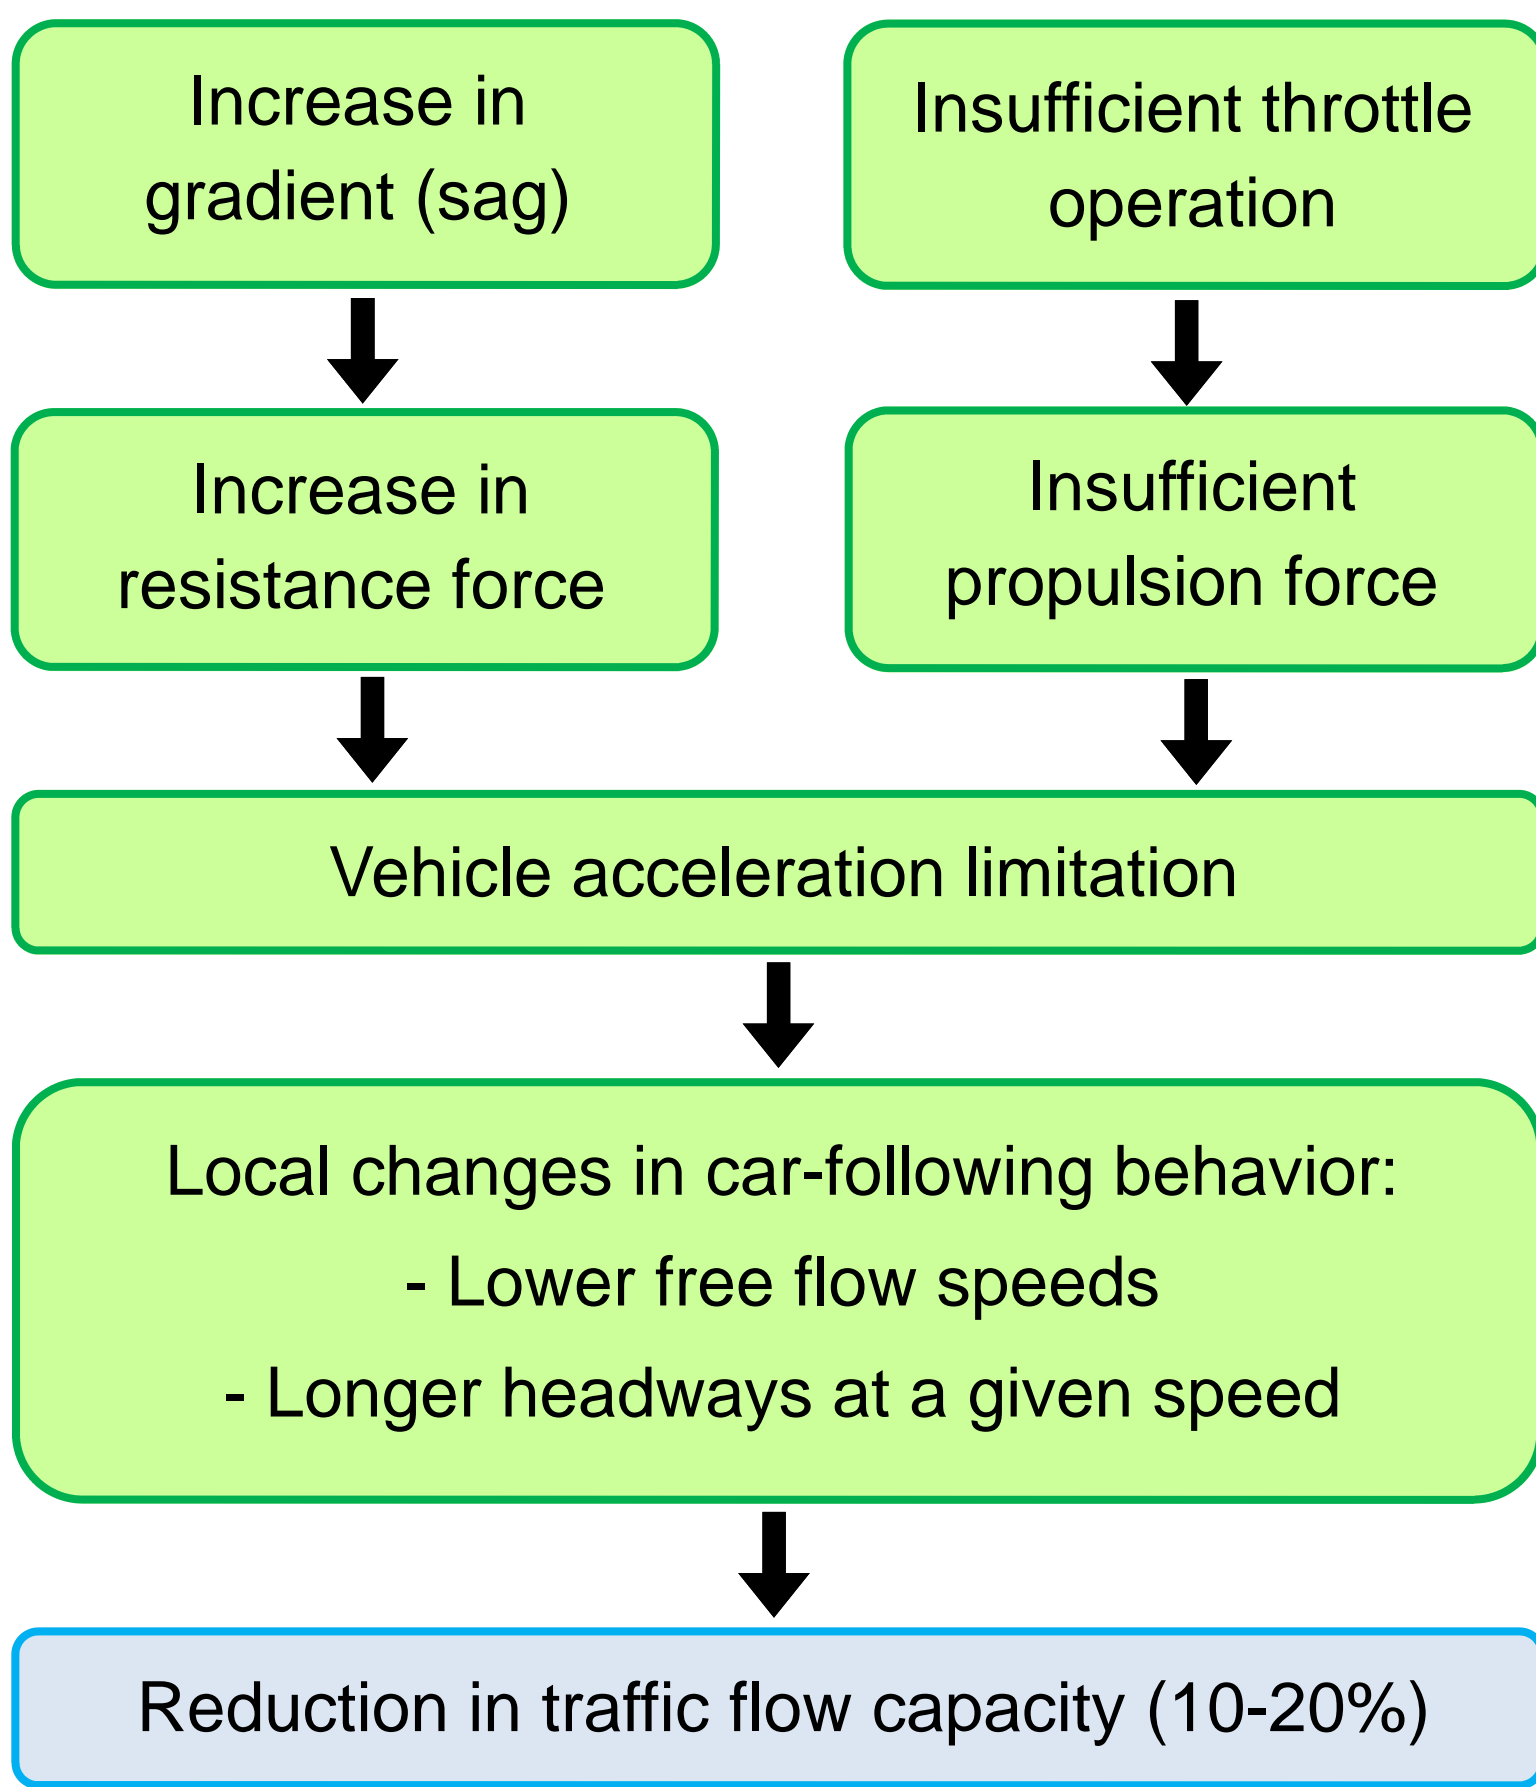 Increase in
gradient (sag)
Insufficient throttle
operation
Increase in
resistance force
Insufficient
propulsion force
Vehicle acceleration limitation
Local changes in car-following behavior:
- Lower free flow speeds
- Longer headways at a given speed
Reduction in traffic flow capacity (10-20%)